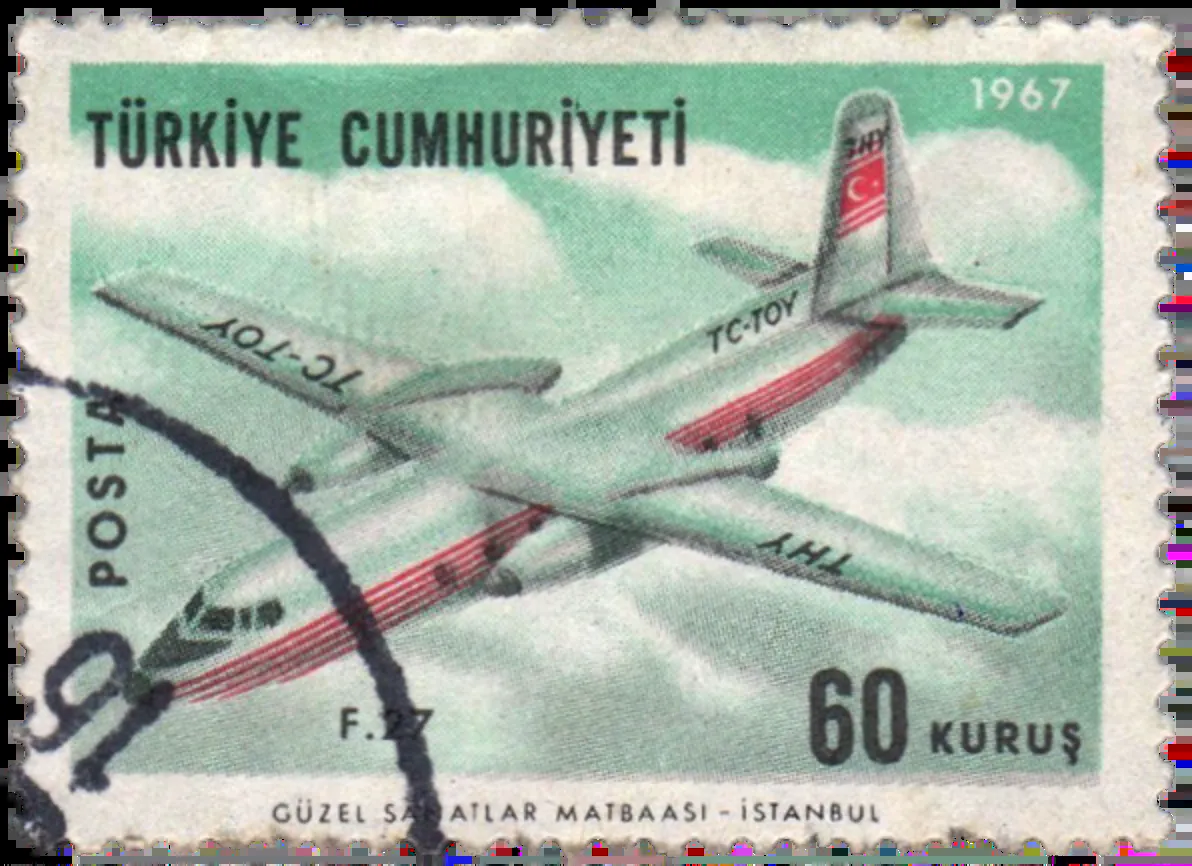 1967
TÜRKİYE CUMHURİYETİ
THY
TC-TOY
TC-TOY
POSTA
THY
60 KURUŞ
F.27
GÜZEL SANATLAR MATBAASI - İSTANBUL